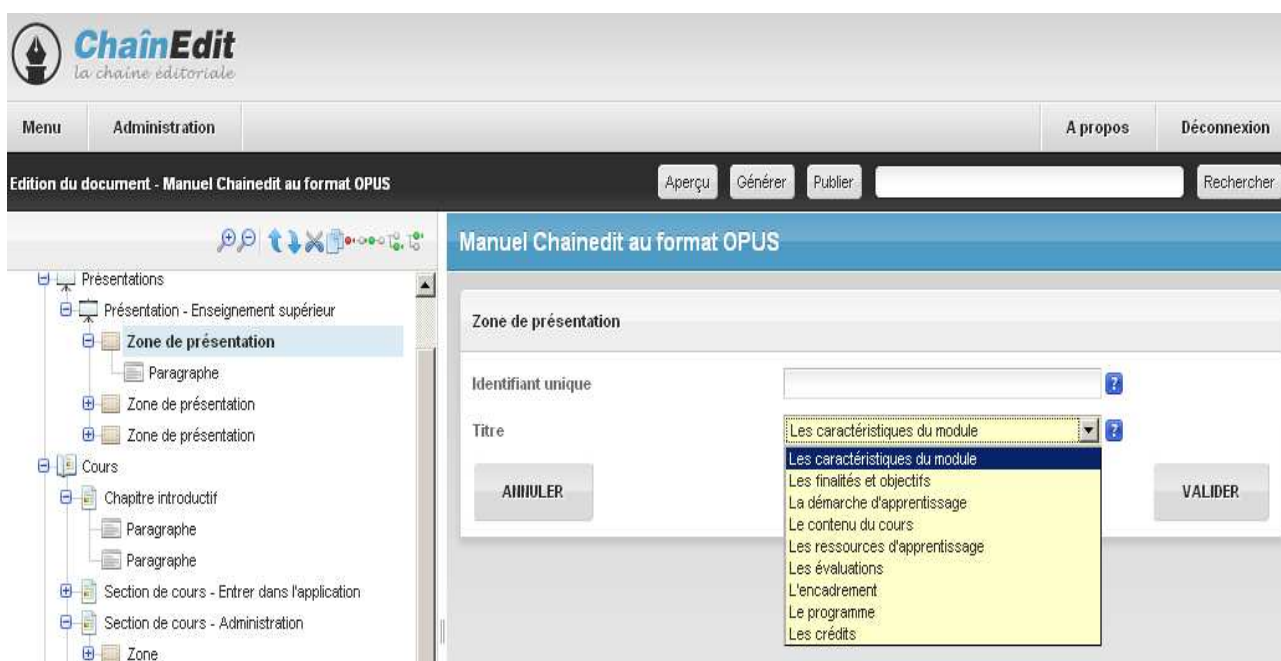 ChaînEdit
la chaîne éditoriale
Menu
Administration
A propos
Déconnexion
Edition du document - Manuel Chainedit au format OPUS
Aperçu
Générer
Publier
Rechercher
Manuel Chainedit au format OPUS
Présentations
Présentation - Enseignement supérieur
Zone de présentation
Paragraphe
Zone de présentation
Zone de présentation
Cours
Chapitre introductif
Paragraphe
Paragraphe
Section de cours - Entrer dans l'application
Section de cours - Administration
Zone
Zone de présentation
Identifiant unique
?
Titre
Les caractéristiques du module
?
Les caractéristiques du module
Les finalités et objectifs
La démarche d'apprentissage
Le contenu du cours
Les ressources d'apprentissage
Les évaluations
L'encadrement
Le programme
Les crédits
ANNULER
VALIDER